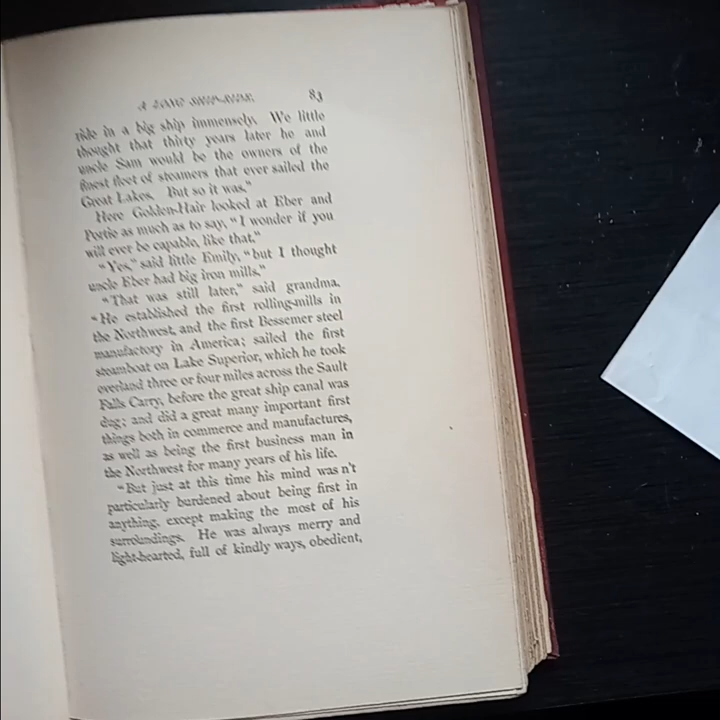 A LONG SHIP-RIDE. 83
ride in a big ship immensely. We little
thought that thirty years later he and
uncle Sam would be the owners of the
finest fleet of steamers that ever sailed the
Great Lakes. But so it was."
Here Golden-Hair looked at Eber and
Portie as much as to say, "I wonder if you
will ever be capable, like that."
"Yes," said little Emily, "but I thought
uncle Eber had big iron mills."
"That was still later," said grandma.
"He established the first rolling-mills in
the Northwest, and the first Bessemer steel
manufactory in America; sailed the first
steamboat on Lake Superior, which he took
overland three or four miles across the Sault
Falls Carry, before the great ship canal was
dug; and did a great many important first
things both in commerce and manufactures,
as well as being the first business man in
the Northwest for many years of his life.
"But just at this time his mind was n't
particularly burdened about being first in
anything, except making the most of his
surroundings. He was always merry and
light-hearted, full of kindly ways, obedient,